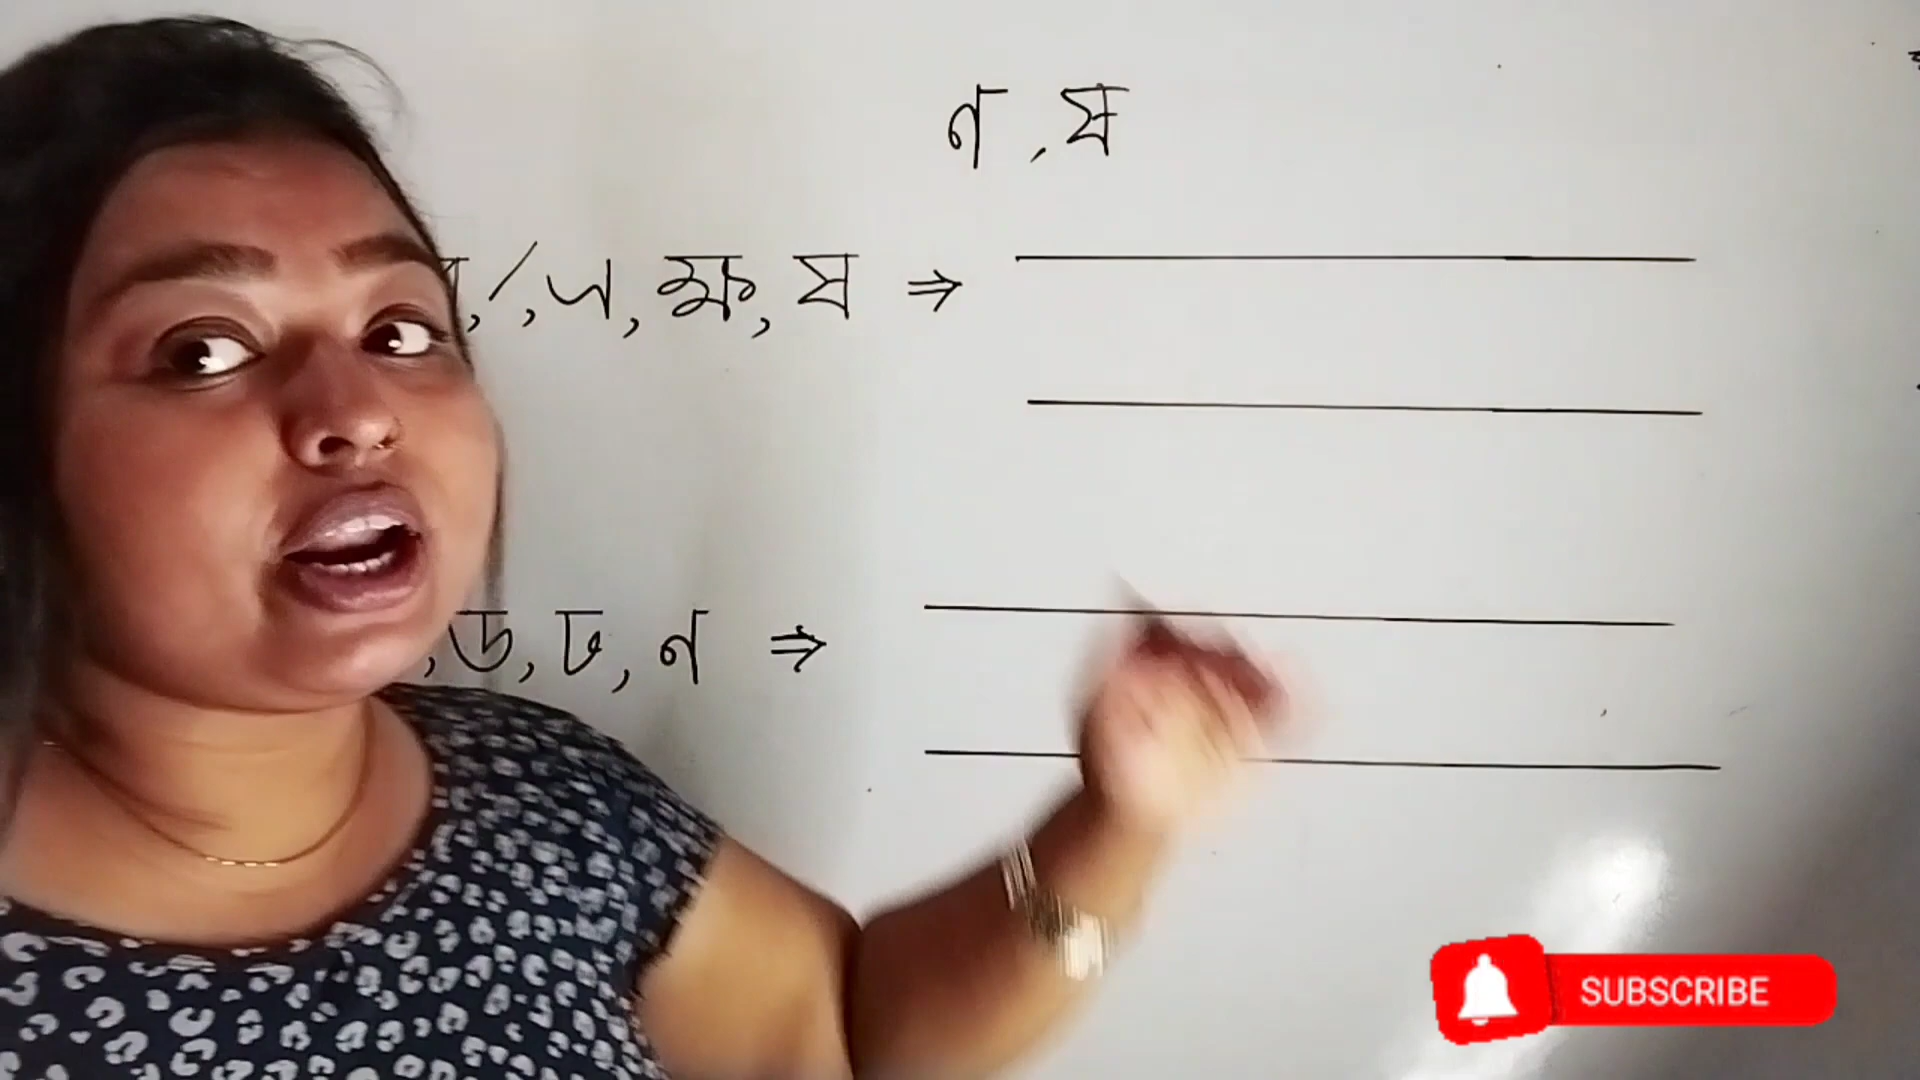 ণ, ষ
র্, ক্ষ, ষ ⇒
, ড, ঢ, ণ ⇒
SUBSCRIBE